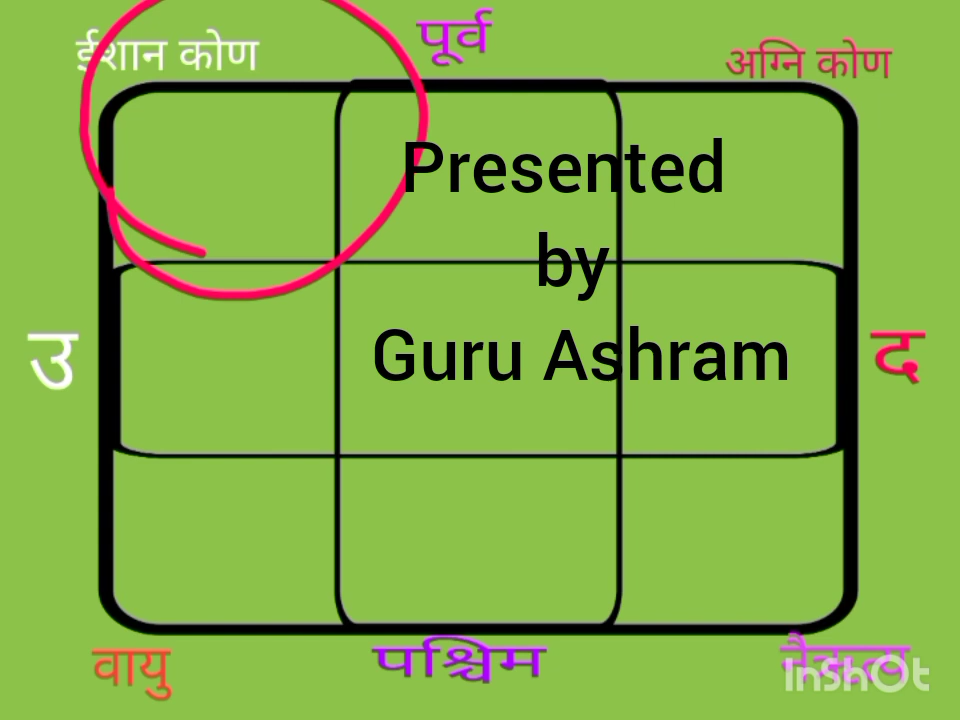 पूर्व
ईशान कोण
अग्नि कोण
Presented
by
Guru Ashram
उ
द
वायु
पश्चिम
InShOt